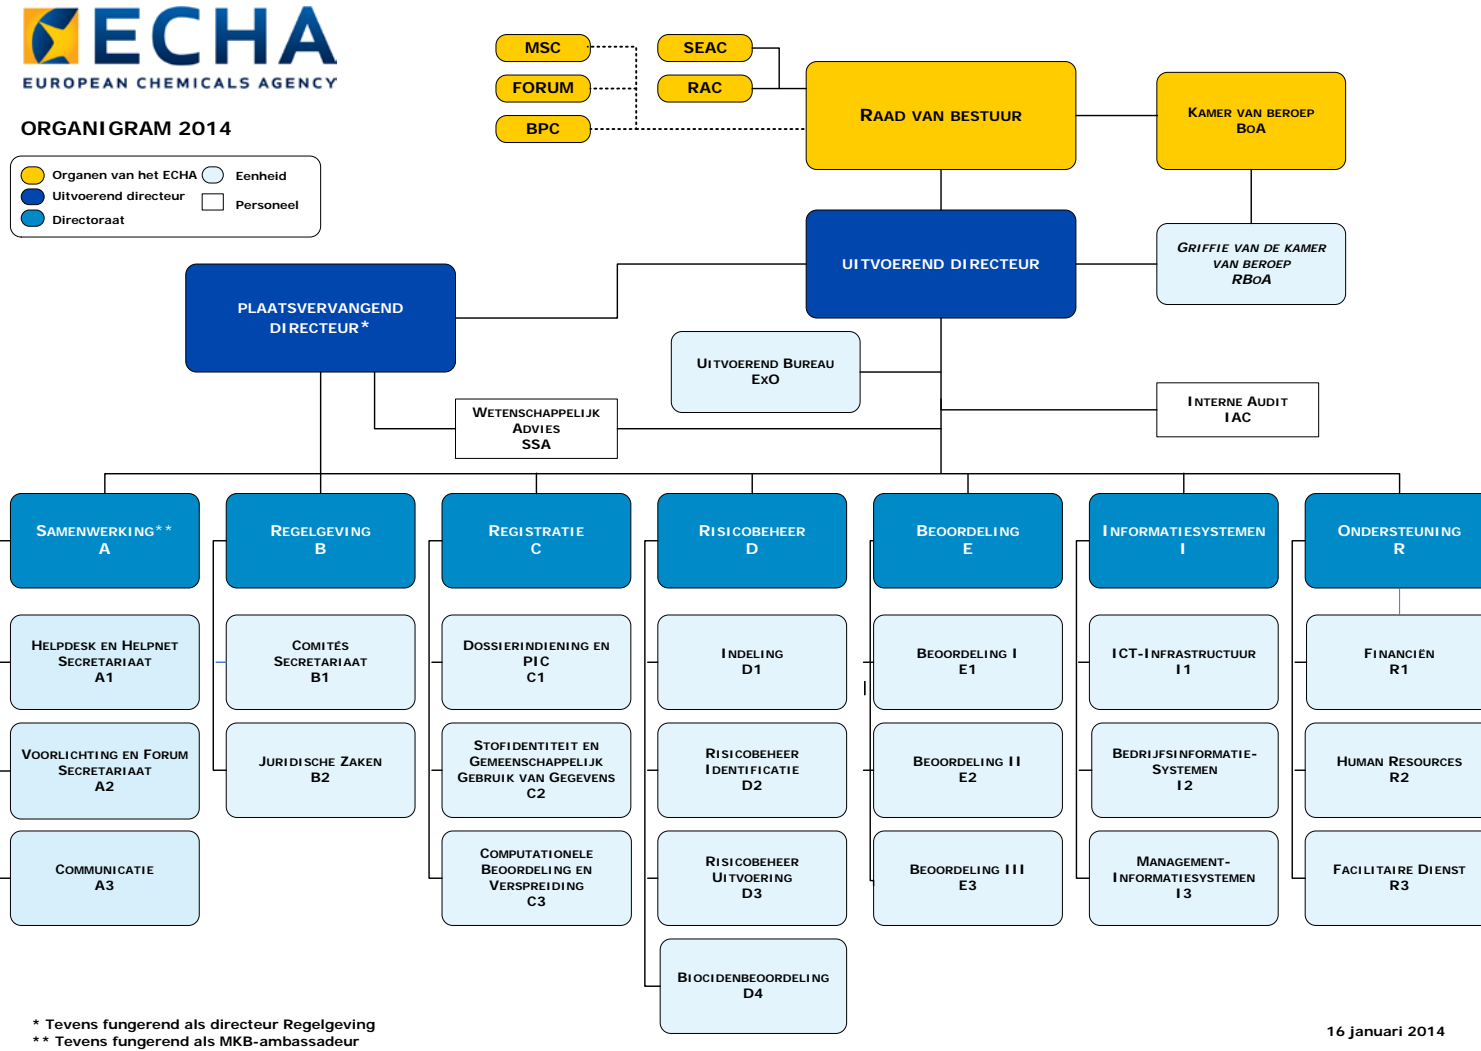 ECHA
EUROPEAN CHEMICALS AGENCY
ORGANIGRAM 2014
Organen van het ECHA
Uitvoerend directeur
Directoraat
Eenheid
Personeel
MSC
FORUM
BPC
SEAC
RAC
RAAD VAN BESTUUR
KAMER VAN BEROEP
BOA
GRIFFIE VAN DE KAMER
VAN BEROEP
RBOA
UITVOEREND DIRECTEUR
PLAATSVERVANGEND
DIRECTEUR*
UITVOEREND BUREAU
EXO
WETENSCHAPPELIJK
ADVIES
SSA
INTERNE AUDIT
IAC
SAMENWERKING**
A
REGELGEVING
B
REGISTRATIE
C
RISICOBEHEER
D
BEOORDELING
E
INFORMATIESYSTEMEN
I
ONDERSTEUNING
R
HELPDESK EN HELPNET
SECRETARIAAT
A1
COMITÉS
SECRETARIAAT
B1
DOSSIERINDIENING EN
PIC
C1
INDELING
D1
BEOORDELING I
E1
ICT-INFRASTRUCTUUR
I1
FINANCIËN
R1
VOORLICHTING EN FORUM
SECRETARIAAT
A2
JURIDISCHE ZAKEN
B2
STOFIDENTITEIT EN
GEMEENSCHAPPELIJK
GEBRUIK VAN GEGEVENS
C2
RISICOBEHEER
IDENTIFICATIE
D2
BEOORDELING II
E2
BEDRIJFSINFORMATIE-
SYSTEMEN
I2
HUMAN RESOURCES
R2
COMMUNICATIE
A3
COMPUTATIONELE
BEOORDELING EN
VERSPREIDING
C3
RISICOBEHEER
UITVOERING
D3
BEOORDELING III
E3
MANAGEMENT-
INFORMATIESYSTEMEN
I3
FACILITAIRE DIENST
R3
BIOCIDENBEOORDELING
D4
* Tevens fungerend als directeur Regelgeving
** Tevens fungerend als MKB-ambassadeur
16 januari 2014